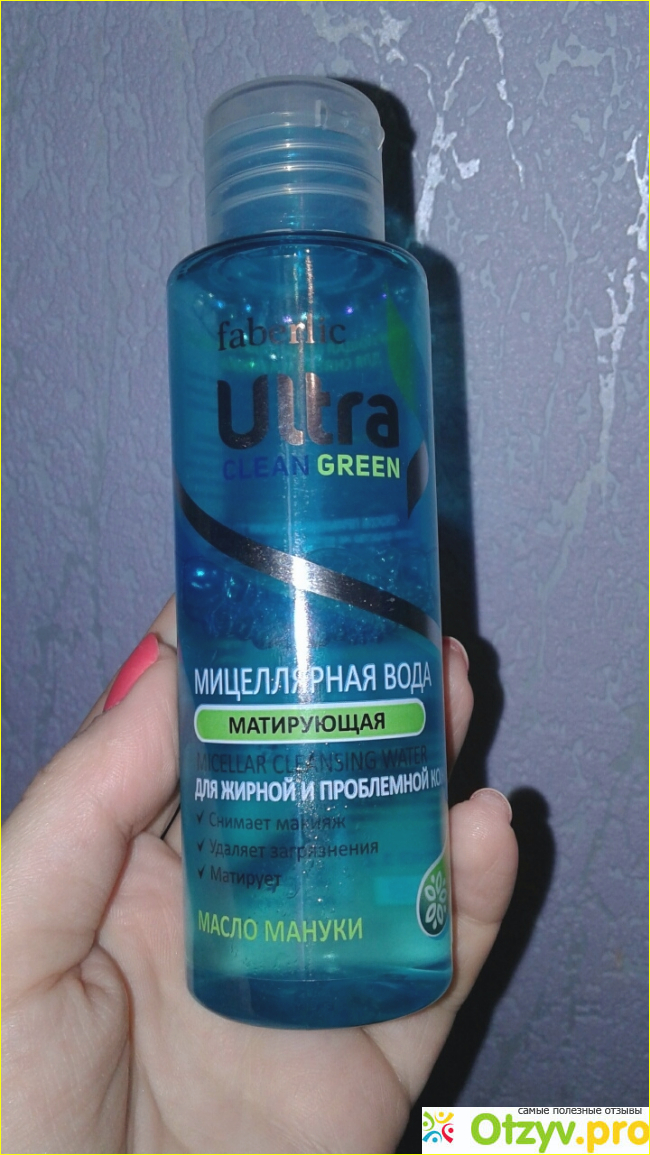 faberlic
Ultra
CLEAN GREEN
МИЦЕЛЛЯРНАЯ ВОДА
МАТИРУЮЩАЯ
MICELLAR CLEANSING WATER
ДЛЯ ЖИРНОЙ И ПРОБЛЕМНОЙ
✓ Снимает макияж
✓ Удаляет загрязнения
✓ Матирует
МАСЛО МАНУКИ
самые полезные отзывы
Otzyv.pro